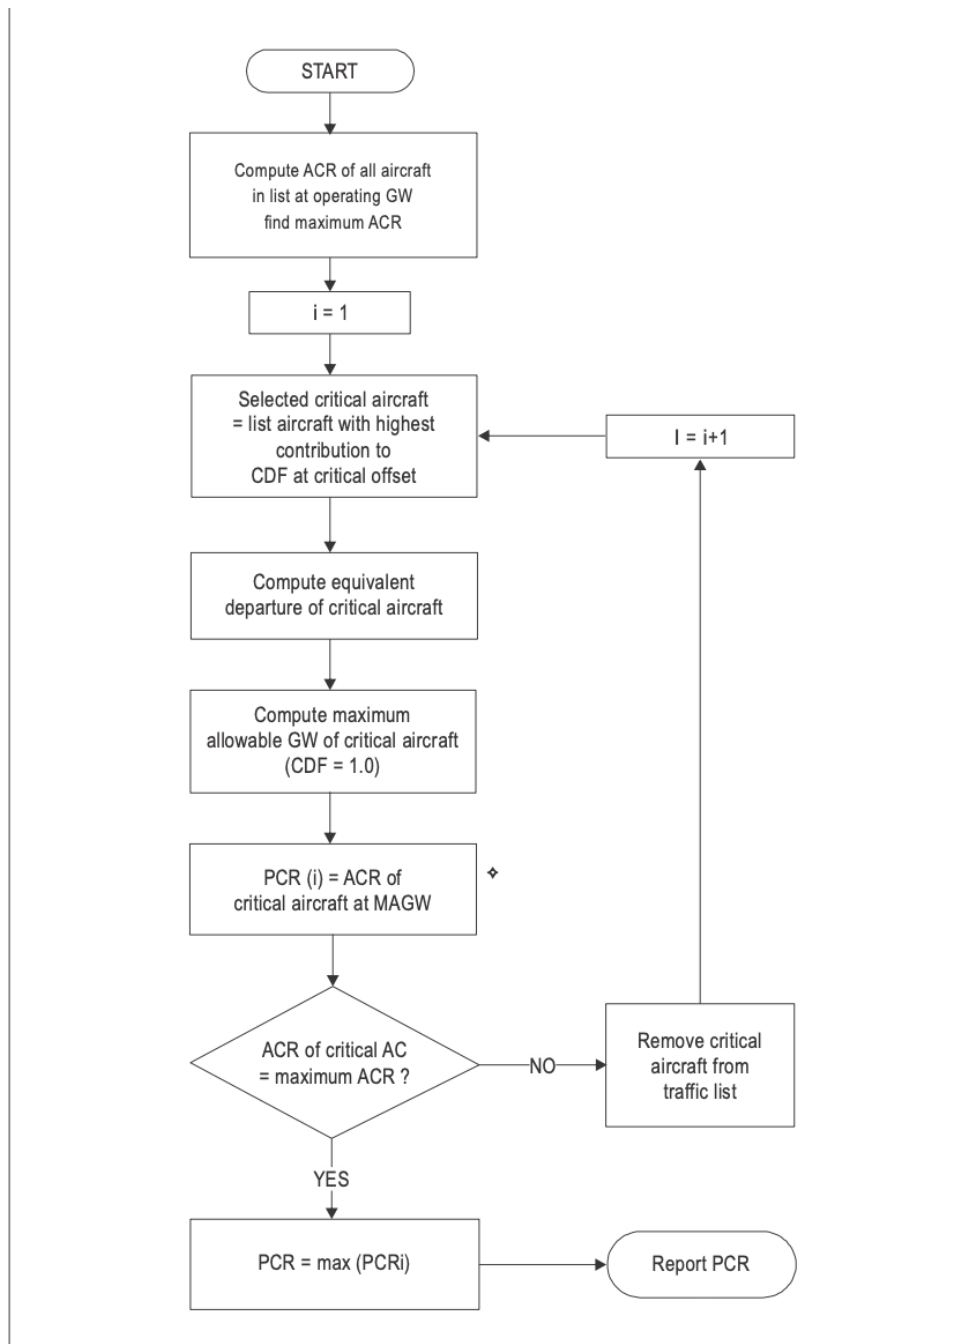 START
Compute ACR of all aircraft
in list at operating GW
find maximum ACR
i = 1
Selected critical aircraft
= list aircraft with highest
contribution to
CDF at critical offset
I = i+1
Compute equivalent
departure of critical aircraft
Compute maximum
allowable GW of critical aircraft
(CDF = 1.0)
PCR (i) = ACR of
critical aircraft at MAGW
ACR of critical AC
= maximum ACR ?
NO
Remove critical
aircraft from
traffic list
YES
PCR = max (PCRi)
Report PCR